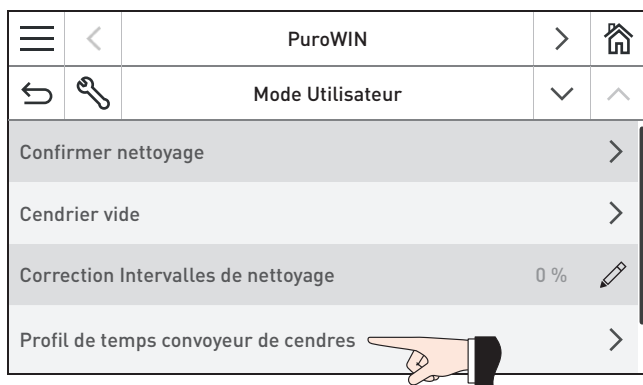 PuroWIN
Mode Utilisateur
Confirmer nettoyage
Cendrier vide
Correction Intervalles de nettoyage 0 %
Profil de temps convoyeur de cendres